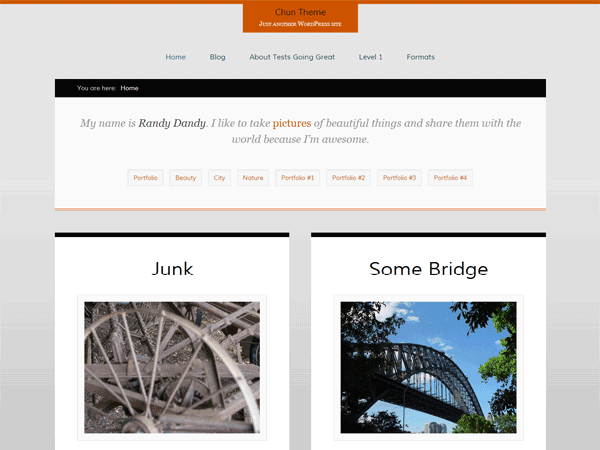 Chun Theme
Just another WordPress site
Home Blog About Tests Going Great Level 1 Formats
You are here: Home
My name is Randy Dandy. I like to take pictures of beautiful things and share them with the
world because I'm awesome.
Portfolio Beauty City Nature Portfolio #1 Portfolio #2 Portfolio #3 Portfolio #4
Junk
Some Bridge